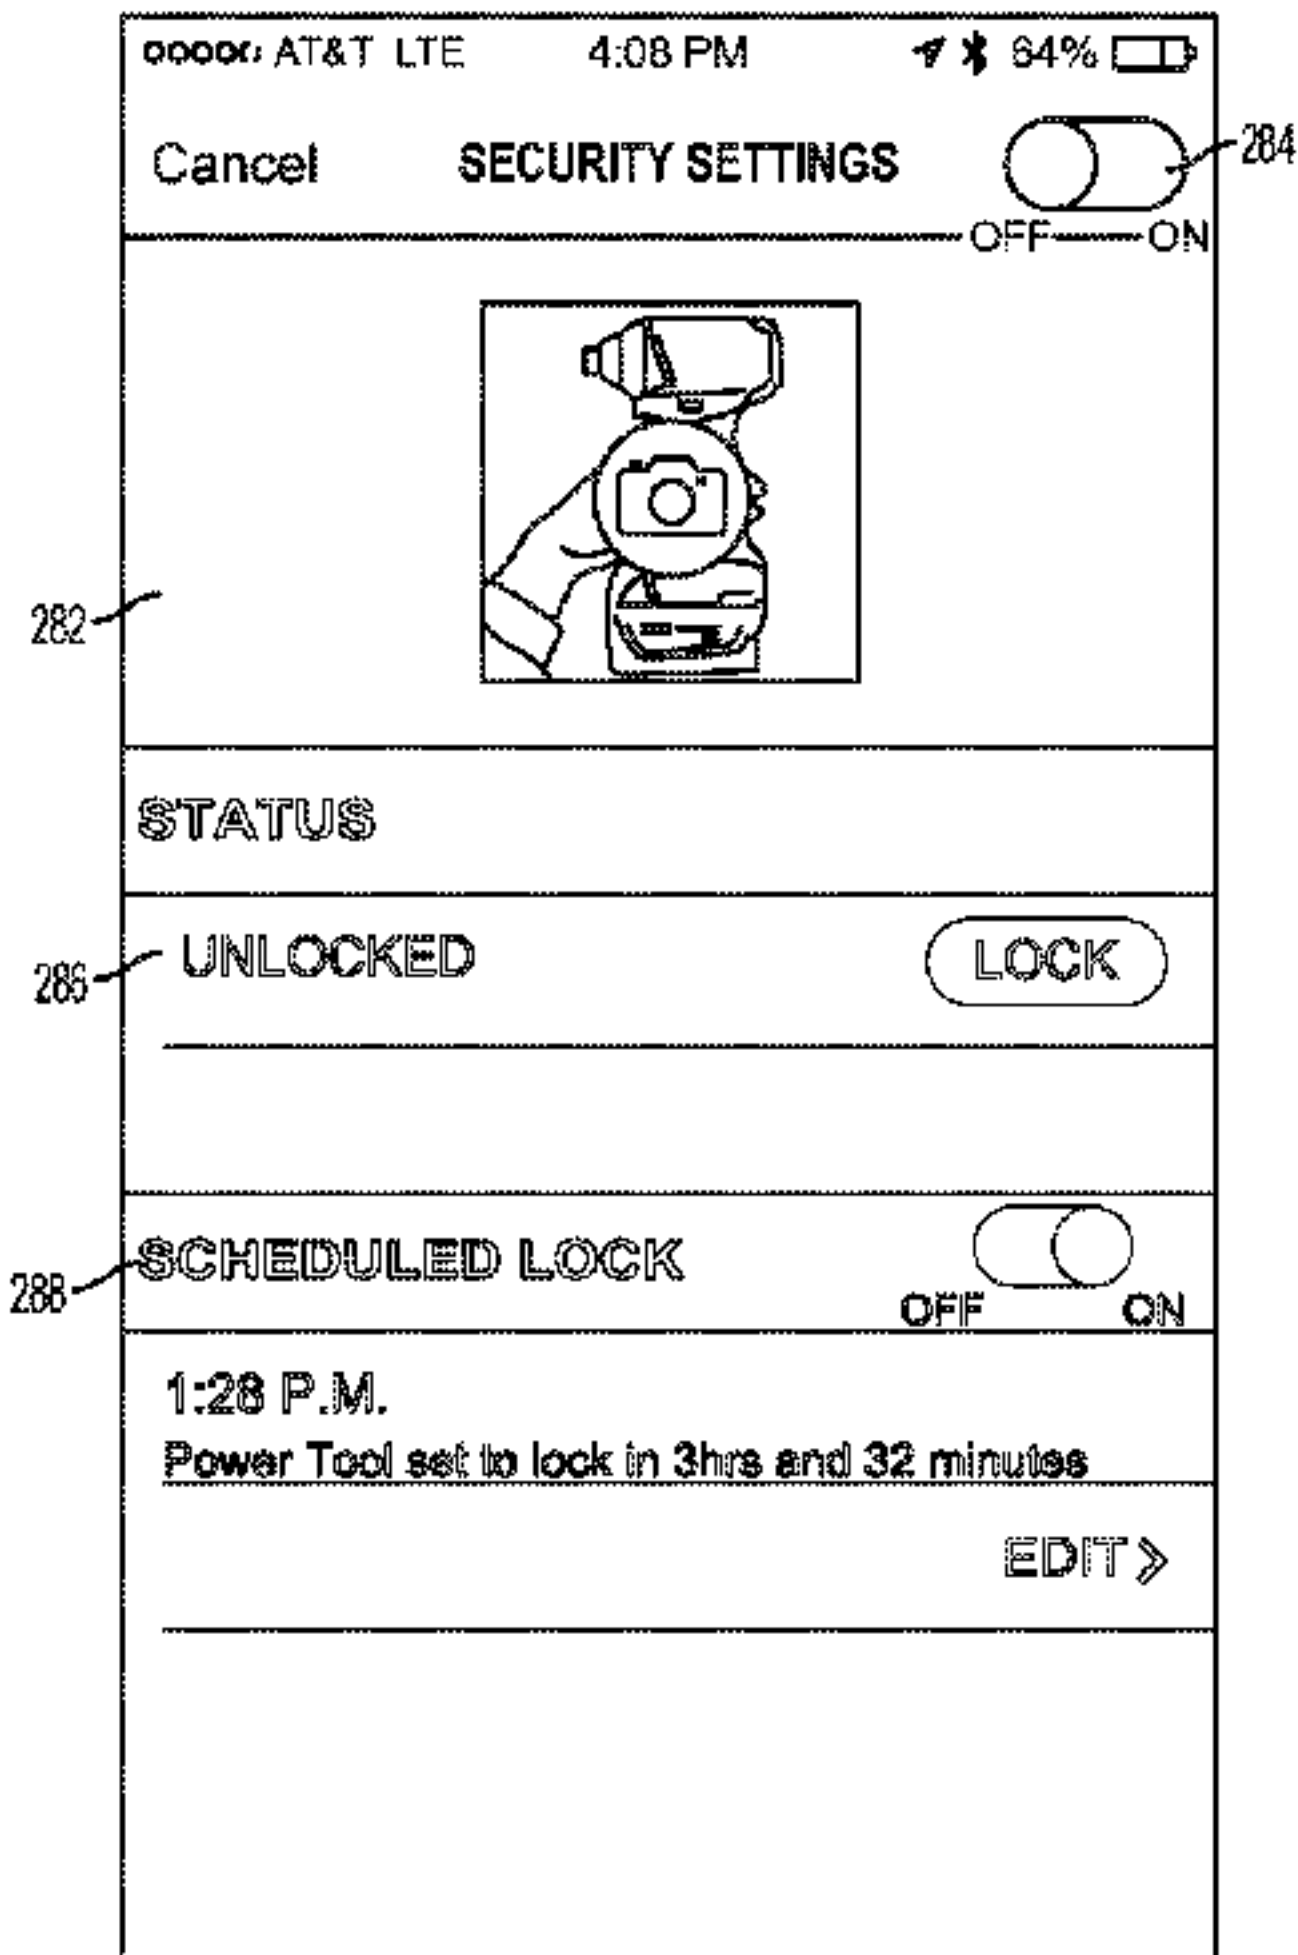 AT&T LTE 4:08 PM 64%
Cancel SECURITY SETTINGS
284
OFF ON
282
STATUS
286 UNLOCKED LOCK
288 SCHEDULED LOCK
OFF ON
1:28 P.M.
Power Tool set to lock in 3hrs and 32 minutes
EDIT >